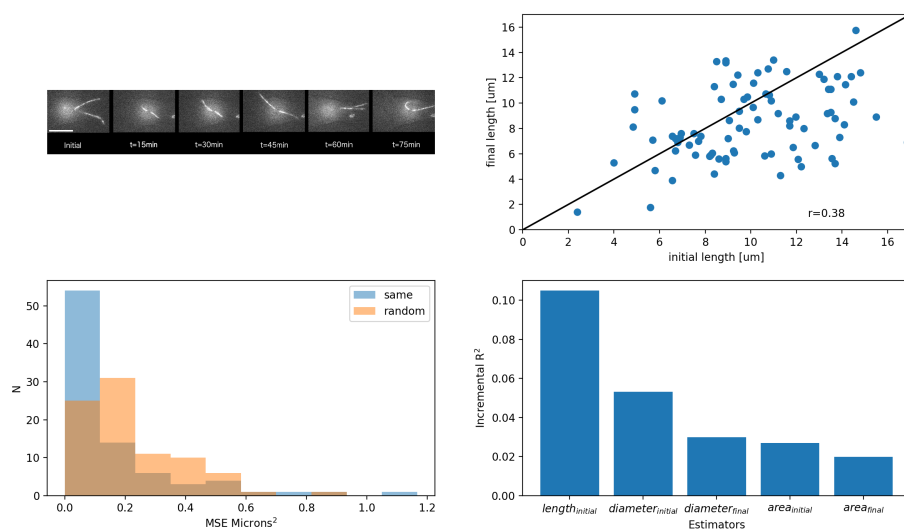 Initial
t=15min
t=30min
t=45min
t=60min
t=75min
16
14
12
10
8
6
4
2
0
final length [um]
r=0.38
0 2 4 6 8 10 12 14 16
initial length [um]
50
40
30
20
10
0
N
same
random
0.0 0.2 0.4 0.6 0.8 1.0 1.2
MSE Microns²
0.10
0.08
0.06
0.04
0.02
0.00
Incremental R²
length_initial diameter_initial diameter_final area_initial area_final
Estimators